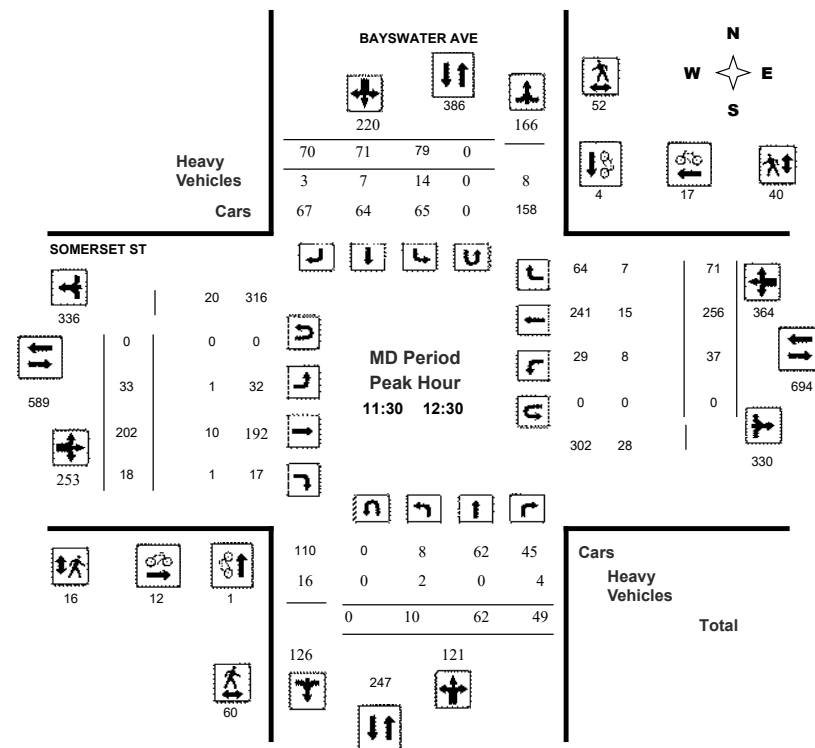 BAYSWATER AVE
N
W E
S
386
52
220 166
70 71 79 0
Heavy
Vehicles
3 7 14 0 8
Cars
67 64 65 0 158
4 17 40
SOMERSET ST
64 7 71
20 316
336
241 15 256 364
0 0 0
MD Period
Peak Hour
11:30 12:30
29 8 37
589
33 1 32
694
0 0 0
202 10 192
302 28
330
253 18 1 17
110 0 8 62 45
Cars
16 0 2 0 4
Heavy
Vehicles
16 12 1
0 10 62 49
Total
126 121
247
60